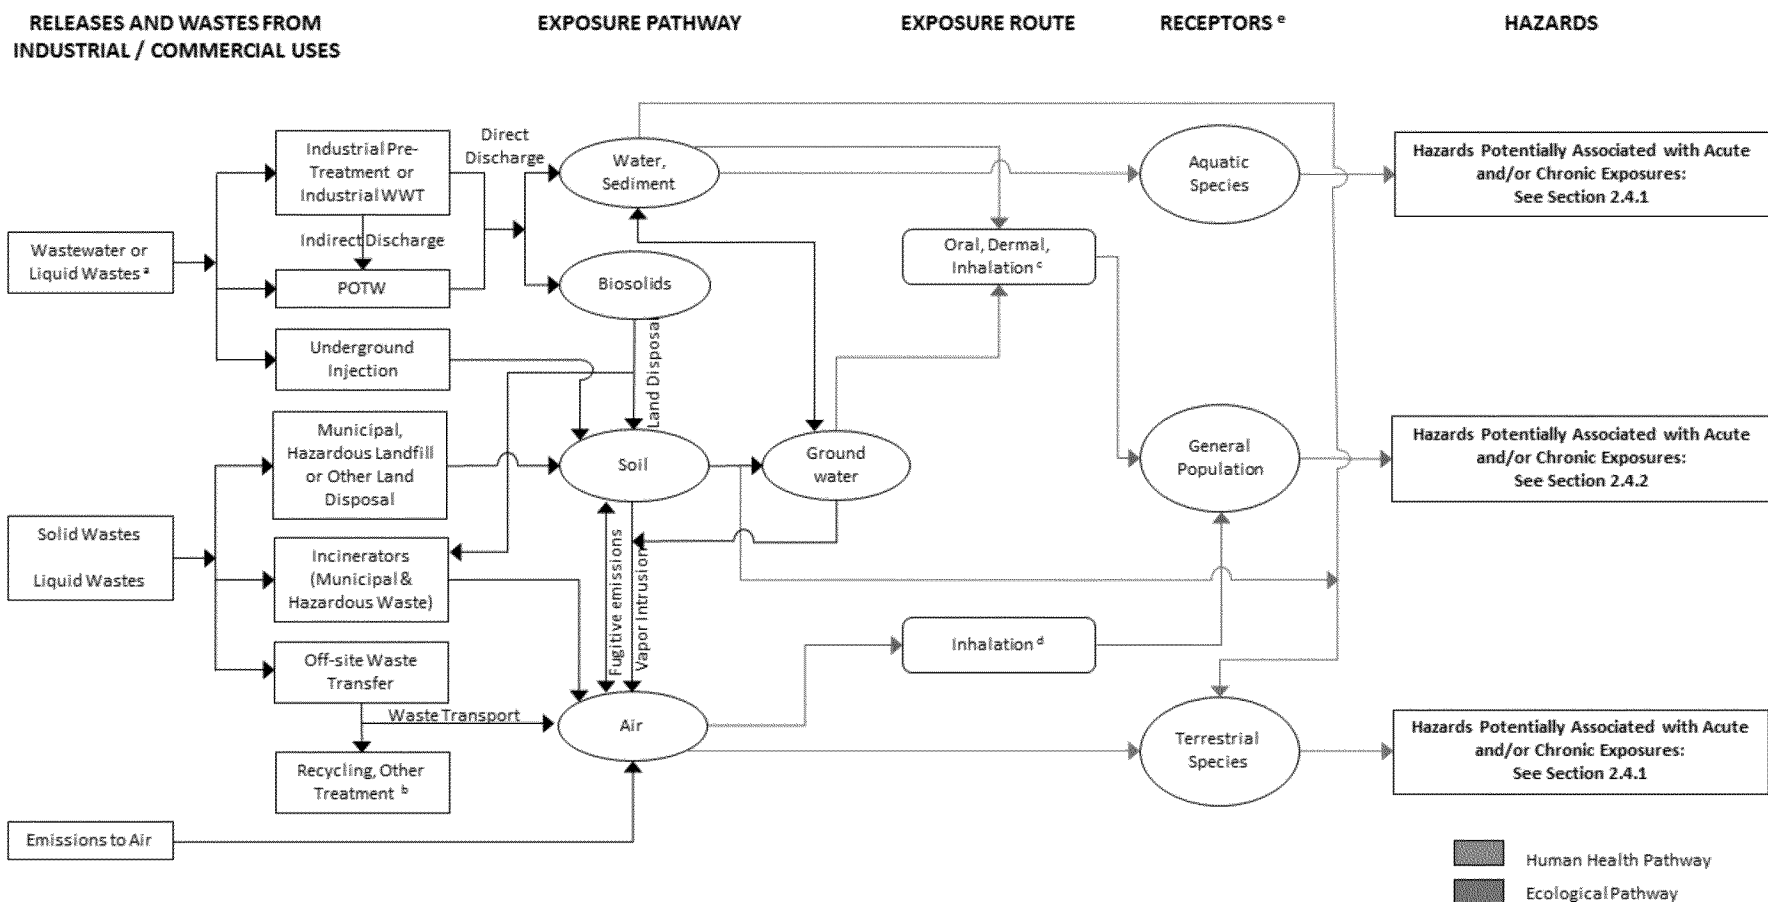 RELEASES AND WASTES FROM
INDUSTRIAL / COMMERCIAL USES
EXPOSURE PATHWAY
EXPOSURE ROUTE
RECEPTORS e
HAZARDS
Wastewater or
Liquid Wastes a
Industrial Pre-
Treatment or
Industrial WWT
Indirect Discharge
POTW
Underground
Injection
Direct
Discharge
Water,
Sediment
Biosolids
Land Disposal
Solid Wastes
Liquid Wastes
Municipal,
Hazardous Landfill
or Other Land
Disposal
Incinerators
(Municipal &
Hazardous Waste)
Off-site Waste
Transfer
Waste Transport
Recycling, Other
Treatment b
Emissions to Air
Soil
Ground
water
Fugitive emissions
Vapor Intrusion
Air
Oral, Dermal,
Inhalation c
Inhalation d
Aquatic
Species
General
Population
Terrestrial
Species
Hazards Potentially Associated with Acute
and/or Chronic Exposures:
See Section 2.4.1
Hazards Potentially Associated with Acute
and/or Chronic Exposures:
See Section 2.4.2
Hazards Potentially Associated with Acute
and/or Chronic Exposures:
See Section 2.4.1
Human Health Pathway
Ecological Pathway